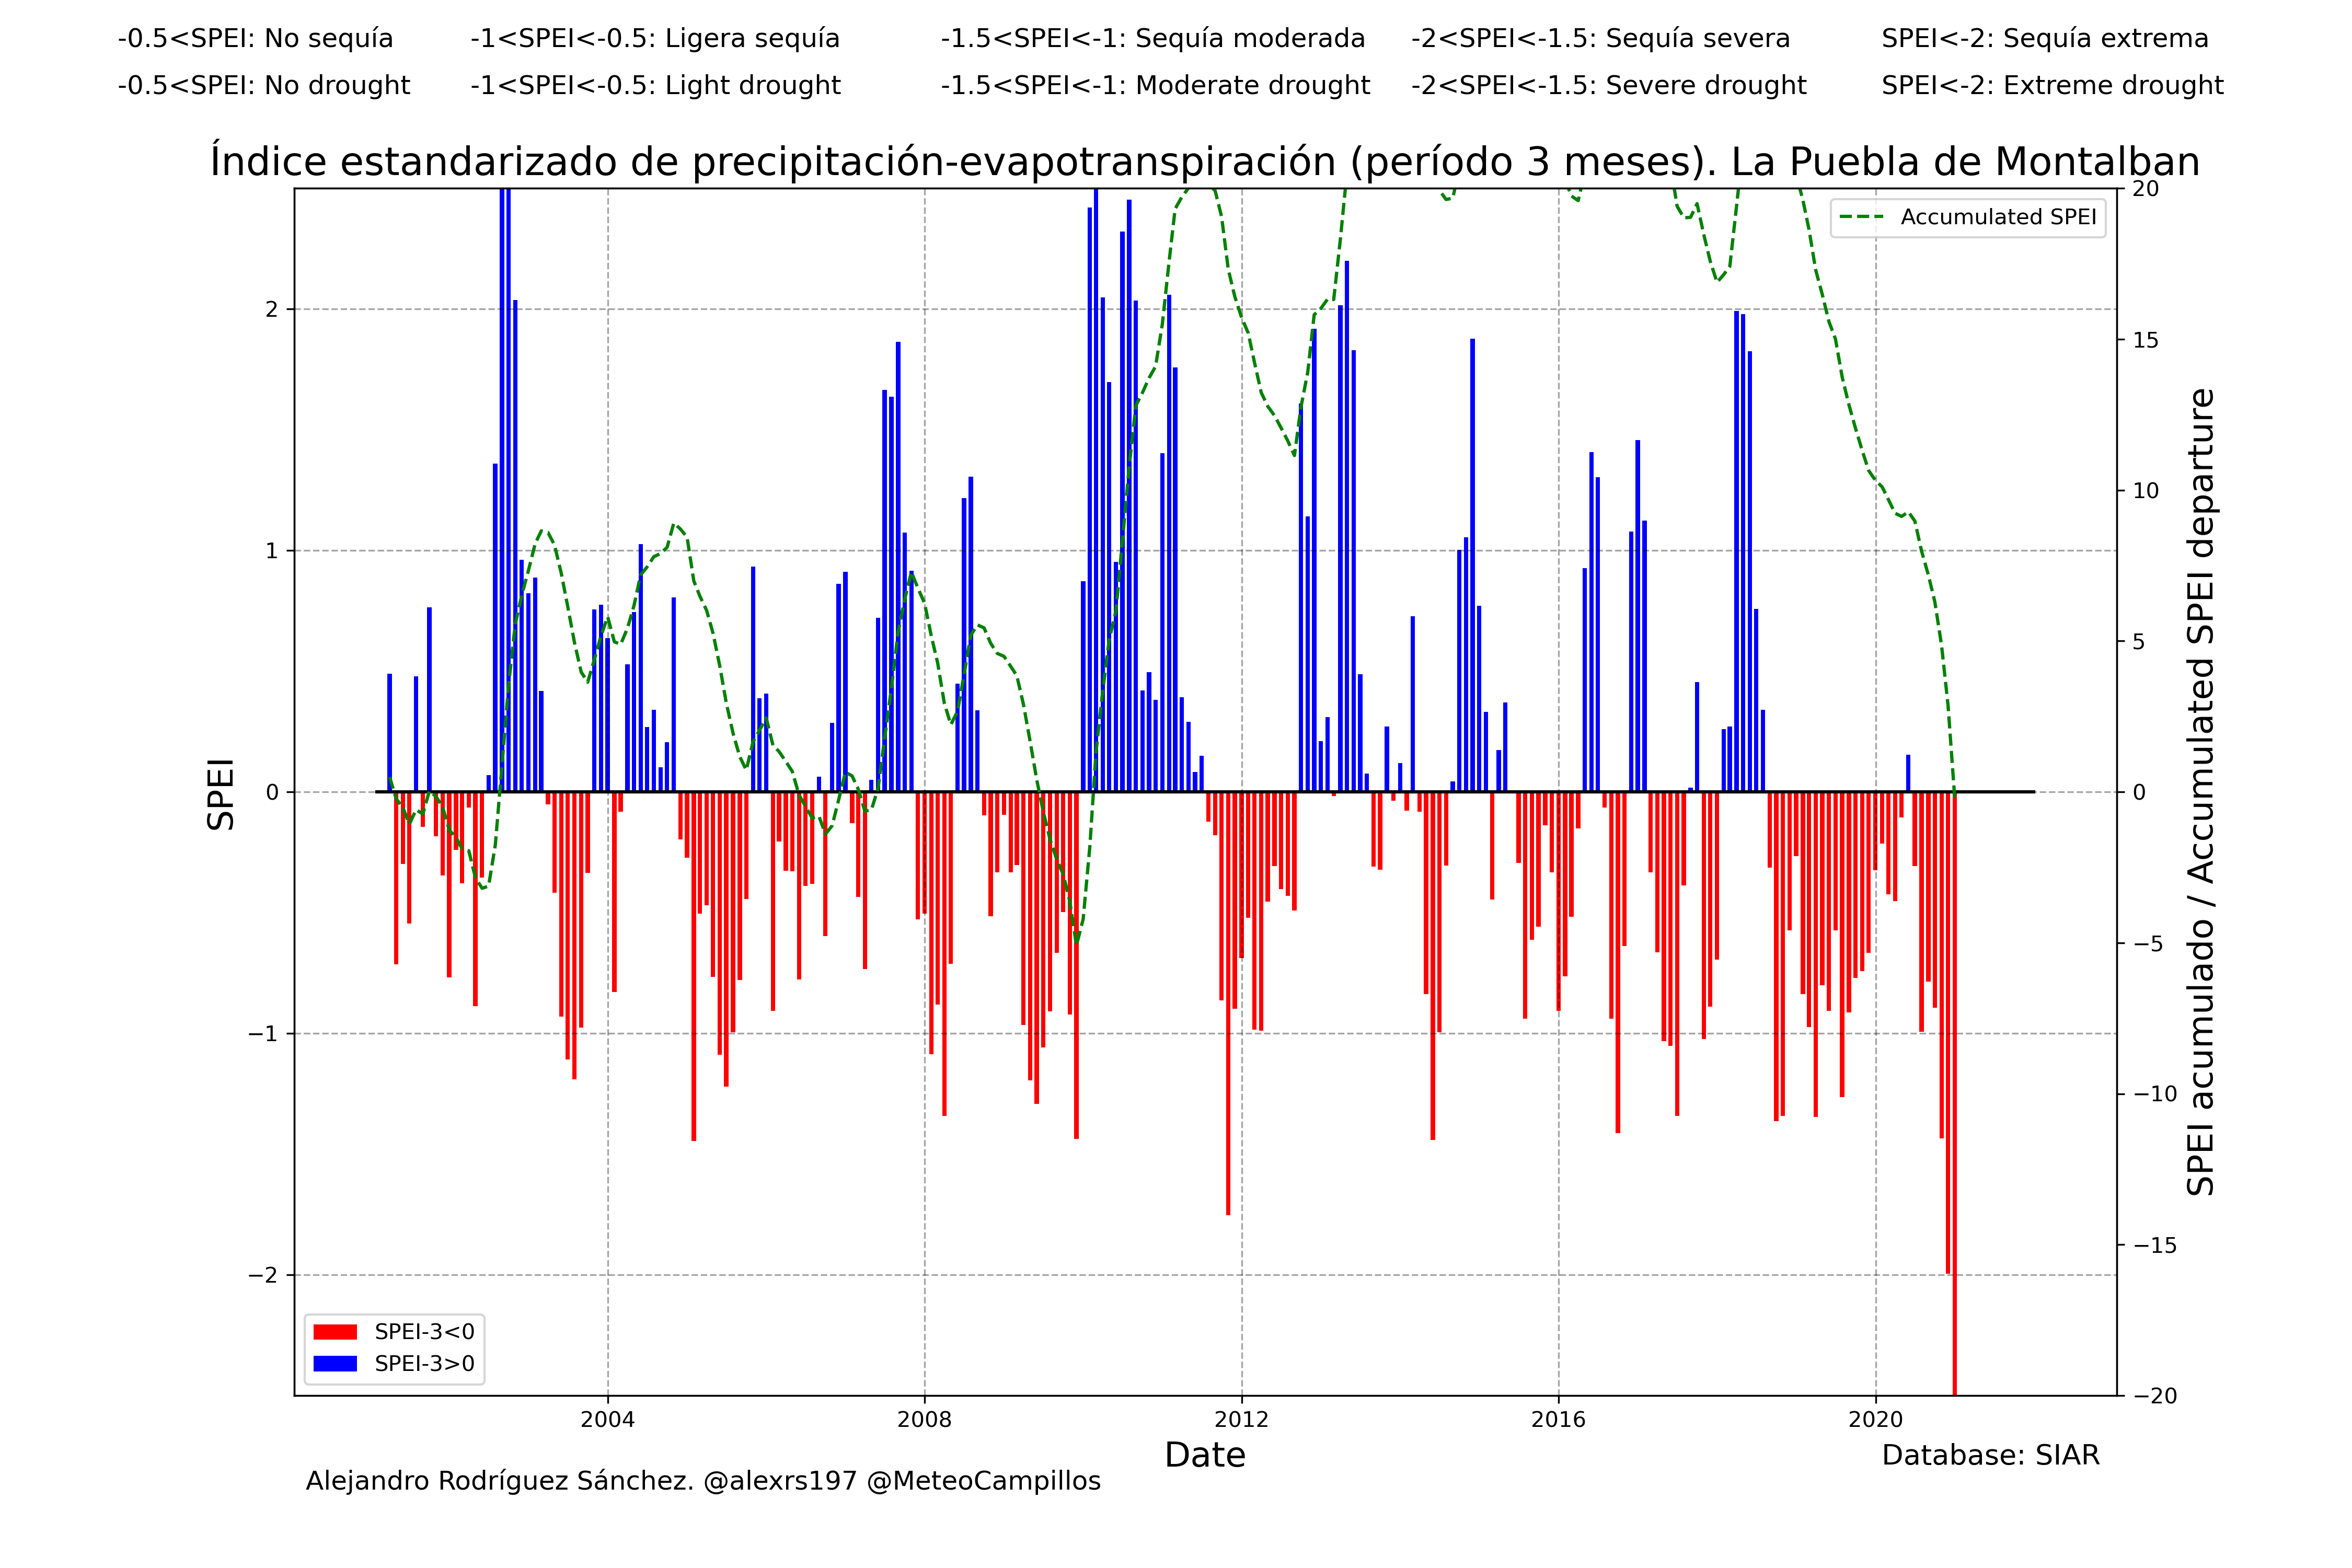 -0.5<SPEI: No sequía -1<SPEI<-0.5: Ligera sequía -1.5<SPEI<-1: Sequía moderada -2<SPEI<-1.5: Sequía severa SPEI<-2: Sequía extrema
-0.5<SPEI: No drought -1<SPEI<-0.5: Light drought -1.5<SPEI<-1: Moderate drought -2<SPEI<-1.5: Severe drought SPEI<-2: Extreme drought
Índice estandarizado de precipitación-evapotranspiración (período 3 meses). La Puebla de Montalban
Accumulated SPEI
SPEI
2
1
0
−1
−2
20
15
10
5
0
−5
−10
−15
−20
SPEI acumulado / Accumulated SPEI departure
SPEI-3<0
SPEI-3>0
2004 2008 2012 2016 2020
Date
Database: SIAR
Alejandro Rodríguez Sánchez. @alexrs197 @MeteoCampillos